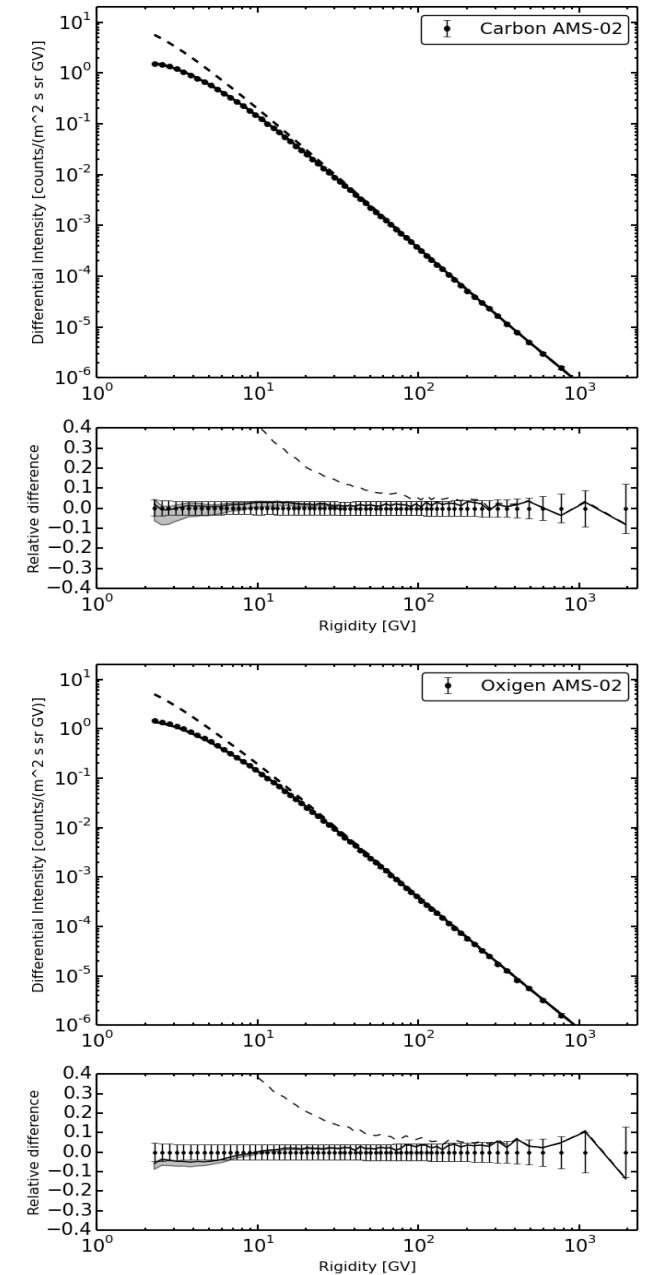 Carbon AMS-02
Differential Intensity [counts/(m^2 s sr GV)]
10^1
10^0
10^-1
10^-2
10^-3
10^-4
10^-5
10^-6
10^0 10^1 10^2 10^3
Relative difference
0.4
0.3
0.2
0.1
0.0
−0.1
−0.2
−0.3
−0.4
10^0 10^1 10^2 10^3
Rigidity [GV]
Oxigen AMS-02
Differential Intensity [counts/(m^2 s sr GV)]
10^1
10^0
10^-1
10^-2
10^-3
10^-4
10^-5
10^-6
10^0 10^1 10^2 10^3
Relative difference
0.4
0.3
0.2
0.1
0.0
−0.1
−0.2
−0.3
−0.4
10^0 10^1 10^2 10^3
Rigidity [GV]